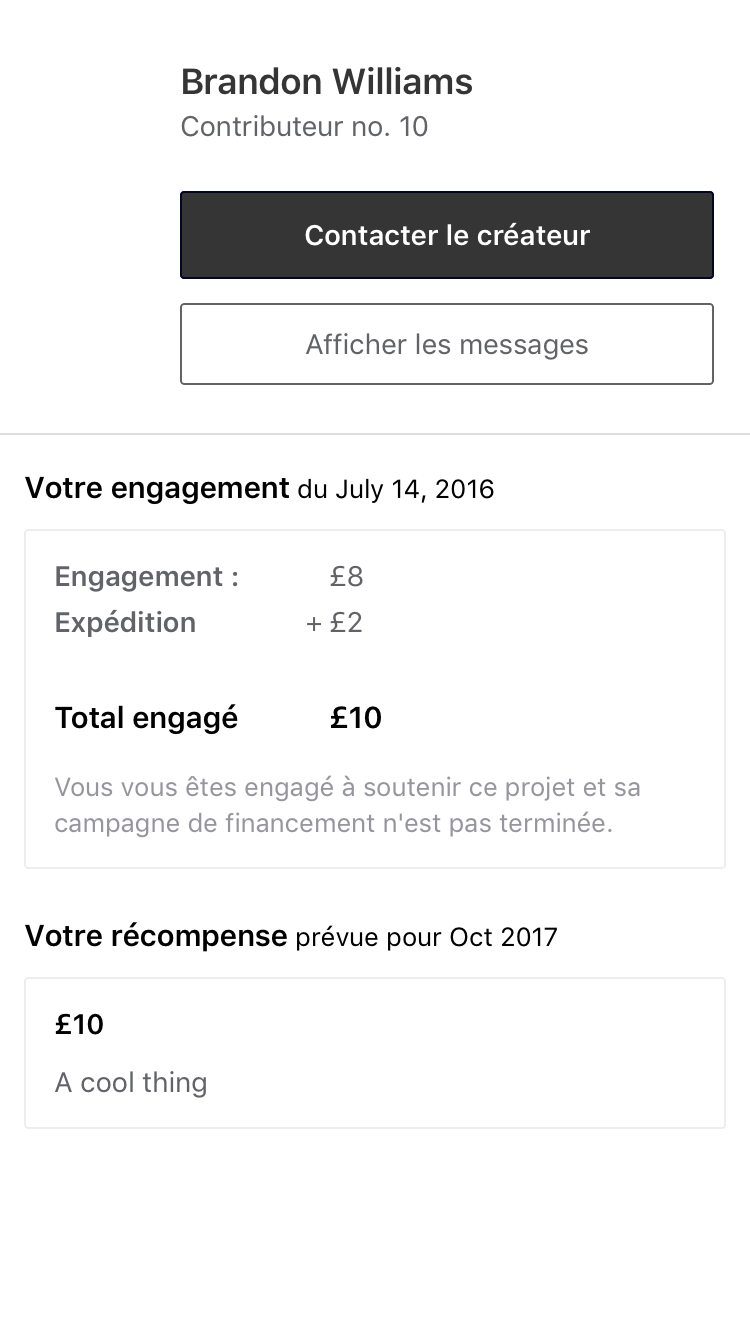 Brandon Williams
Contributeur no. 10
Contacter le créateur
Afficher les messages
Votre engagement du July 14, 2016
Engagement : £8
Expédition + £2
Total engagé £10
Vous vous êtes engagé à soutenir ce projet et sa
campagne de financement n'est pas terminée.
Votre récompense prévue pour Oct 2017
£10
A cool thing